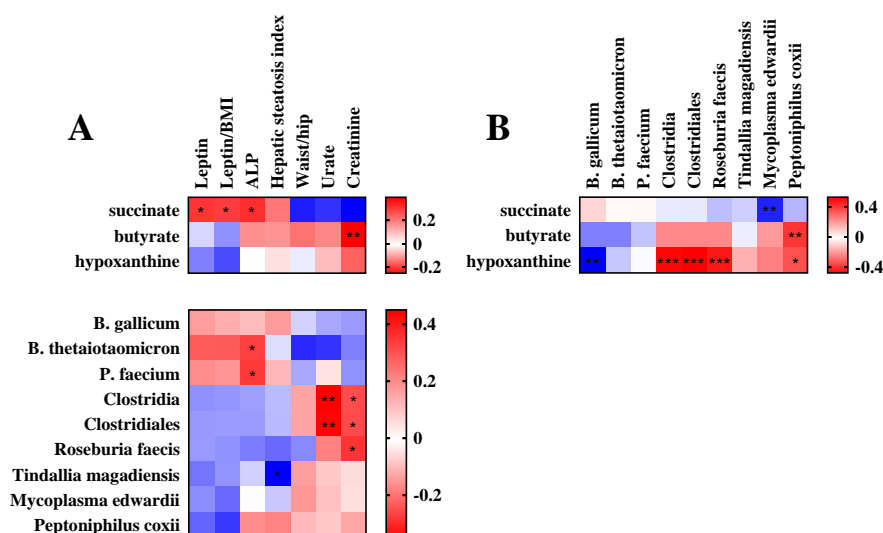 A
Leptin
Leptin/BMI
ALP
Hepatic steatosis index
Waist/hip
Urate
Creatinine
succinate * * *
butyrate **
hypoxanthine
0.2
0
-0.2
B. gallicum
B. thetaiotaomicron *
P. faecium *
Clostridia ** *
Clostridiales ** *
Roseburia faecis *
Tindallia magadiensis *
Mycoplasma edwardii
Peptoniphilus coxii
0.4
0.2
0
-0.2
B
B. gallicum
B. thetaiotaomicron
P. faecium
Clostridia
Clostridiales
Roseburia faecis
Tindallia magadiensis
Mycoplasma edwardii
Peptoniphilus coxii
succinate **
butyrate **
hypoxanthine ** *** *** *** *
0.4
0
-0.4